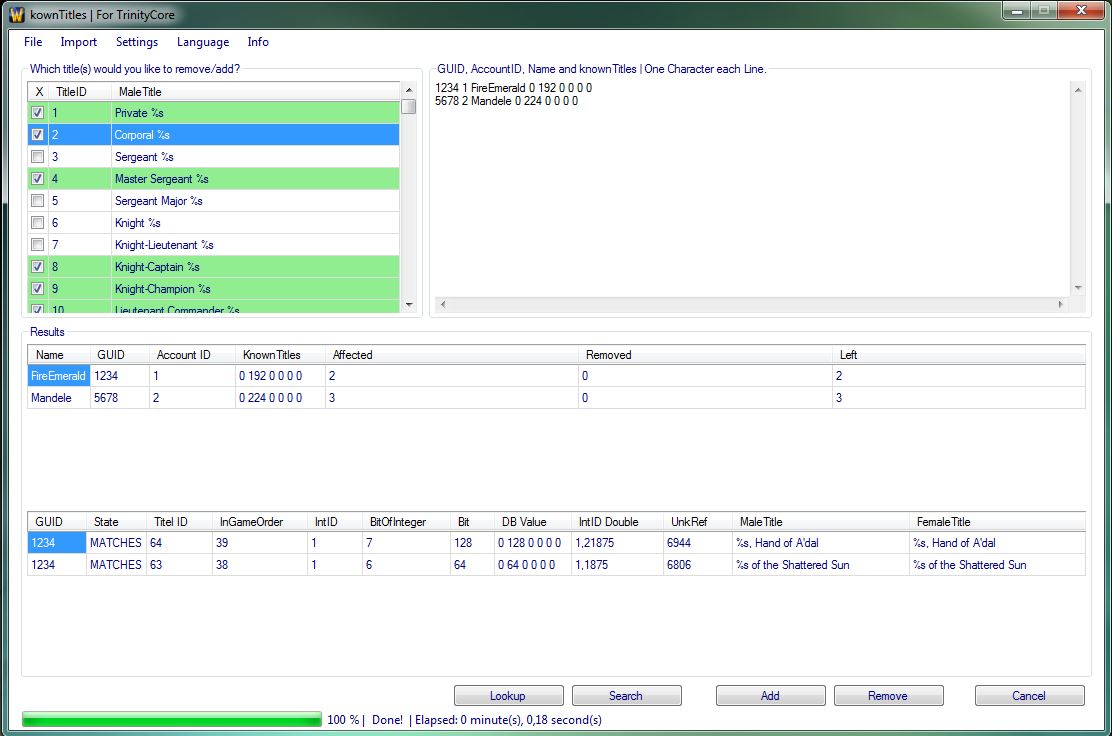 kownTitles | For TrinityCore
File Import Settings Language Info
Which title(s) would you like to remove/add?
X TitleID MaleTitle
1 Private %s
2 Corporal %s
3 Sergeant %s
4 Master Sergeant %s
5 Sergeant Major %s
6 Knight %s
7 Knight-Lieutenant %s
8 Knight-Captain %s
9 Knight-Champion %s
10 Lieutenant Commander %s
GUID, AccountID, Name and knownTitles | One Character each Line.
1234 1 FireEmerald 0 192 0 0 0 0
5678 2 Mandele 0 224 0 0 0 0
Results
Name GUID Account ID KnownTitles Affected Removed Left
FireEmerald 1234 1 0 192 0 0 0 0 2 0 2
Mandele 5678 2 0 224 0 0 0 0 3 0 3
GUID State Titel ID InGameOrder IntID BitOfInteger Bit DB Value IntID Double UnkRef MaleTitle FemaleTitle
1234 MATCHES 64 39 1 7 128 0 128 0 0 0 0 1,21875 6944 %s, Hand of A'dal %s, Hand of A'dal
1234 MATCHES 63 38 1 6 64 0 64 0 0 0 0 1,1875 6806 %s of the Shattered Sun %s of the Shattered Sun
Lookup Search Add Remove Cancel
100 % | Done! | Elapsed: 0 minute(s), 0,18 second(s)